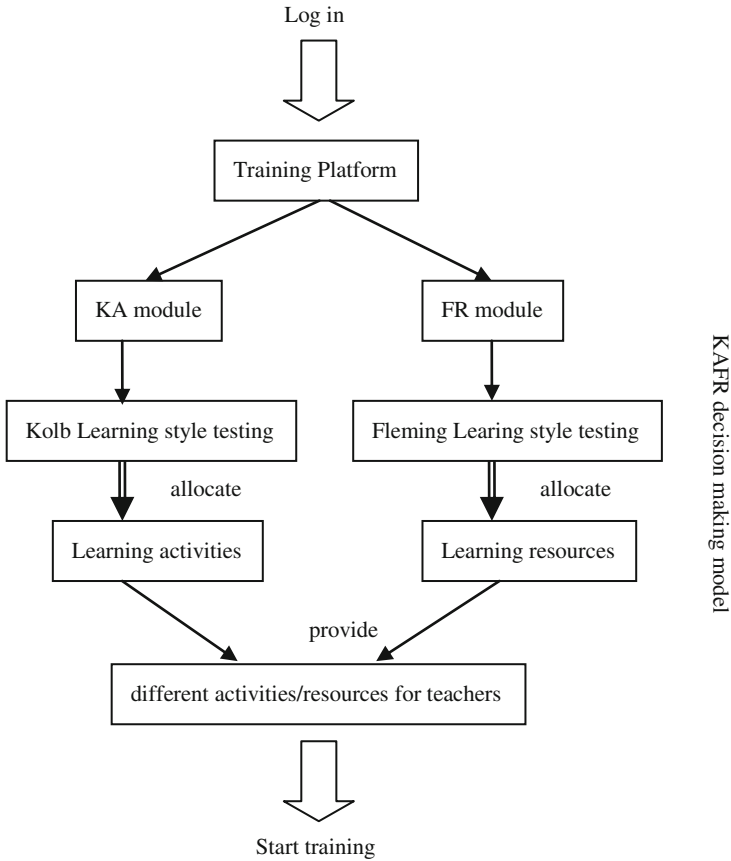 Log in
Training Platform
KA module
FR module
Kolb Learning style testing
Fleming Learing style testing
allocate
allocate
Learning activities
Learning resources
provide
different activities/resources for teachers
Start training
KAFR decision making model